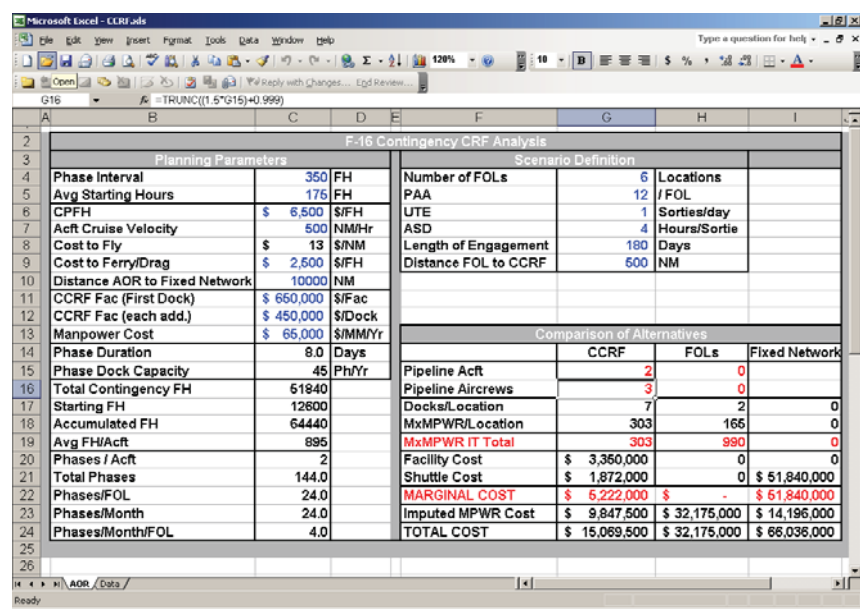 Microsoft Excel - CCRF.xls
File Edit View Insert Format Tools Data Window Help Type a question for help
120% 10 B $ % ,
Open Reply with Changes... End Review...
G16 fx =TRUNC((1.5*G15)+0.999)
A B C D E F G H I
2 F-16 Contingency CRF Analysis
3 Planning Parameters Scenario Definition
4 Phase Interval 350 FH Number of FOLs 6 Locations
5 Avg Starting Hours 175 FH PAA 12 / FOL
6 CPFH $ 6,500 $/FH UTE 1 Sorties/day
7 Acft Cruise Velocity 500 NM/Hr ASD 4 Hours/Sortie
8 Cost to Fly $ 13 $/NM Length of Engagement 180 Days
9 Cost to Ferry/Drag $ 2,500 $/FH Distance FOL to CCRF 500 NM
10 Distance AOR to Fixed Network 10000 NM
11 CCRF Fac (First Dock) $ 650,000 $/Fac
12 CCRF Fac (each add.) $ 450,000 $/Dock
13 Manpower Cost $ 65,000 $/MM/Yr Comparison of Alternatives
14 Phase Duration 8.0 Days CCRF FOLs Fixed Network
15 Phase Dock Capacity 45 Ph/Yr Pipeline Acft 2 0
16 Total Contingency FH 51840 Pipeline Aircrews 3 0
17 Starting FH 12600 Docks/Location 7 2 0
18 Accumulated FH 64440 MxMPWR/Location 303 165 0
19 Avg FH/Acft 895 MxMPWR IT Total 303 990 0
20 Phases / Acft 2 Facility Cost $ 3,350,000 0 0
21 Total Phases 144.0 Shuttle Cost $ 1,872,000 0 $ 51,840,000
22 Phases/FOL 24.0 MARGINAL COST $ 5,222,000 $ - $ 51,840,000
23 Phases/Month 24.0 Imputed MPWR Cost $ 9,847,500 $ 32,175,000 $ 14,196,000
24 Phases/Month/FOL 4.0 TOTAL COST $ 15,069,500 $ 32,175,000 $ 66,036,000
25
26
AOR Data
Ready